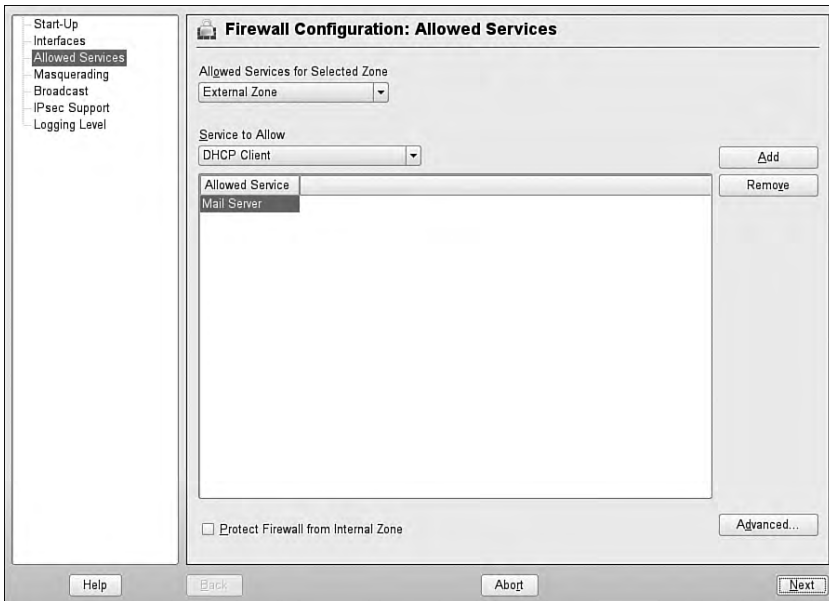 Start-Up
Interfaces
Allowed Services
Masquerading
Broadcast
IPsec Support
Logging Level
Firewall Configuration: Allowed Services
Allowed Services for Selected Zone
External Zone
Service to Allow
DHCP Client
Add
Allowed Service
Remove
Mail Server
Protect Firewall from Internal Zone
Advanced...
Help
Back
Abort
Next